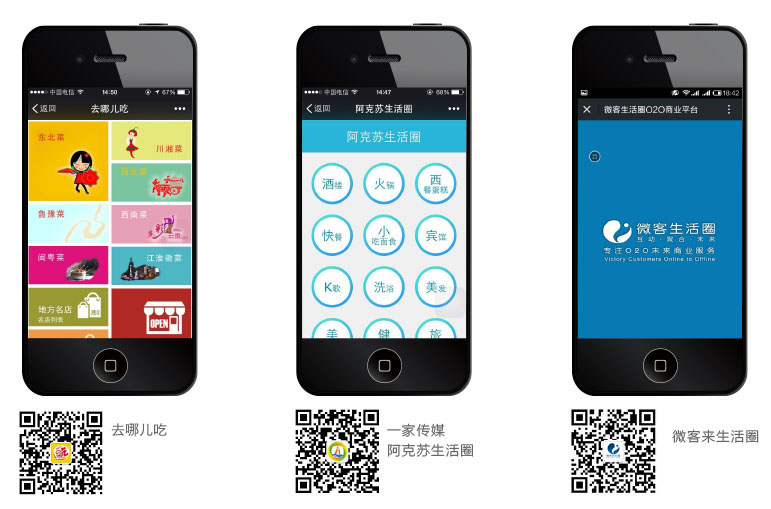 ●●●●○ 中国电信 14:50 67%
返回 去哪儿吃 •••
东北菜
川湘菜
西北菜
鲁豫菜
西南菜
闽粤菜
江淮徽菜
地方名店
名店列表
OPEN
去哪儿吃
●●●●○ 中国电信 14:47 68%
返回 阿克苏生活圈 •••
阿克苏生活圈
酒楼 火锅 西餐蛋糕
快餐 小吃面食 宾馆
K歌 洗浴 美发
美 健 旅
一家传媒
阿克苏生活圈
18:42
微客生活圈O2O商业平台
微客生活圈
互动·聚合·未来
专注O2O未来商业服务
Victory Customers Online to Offline
微客来生活圈